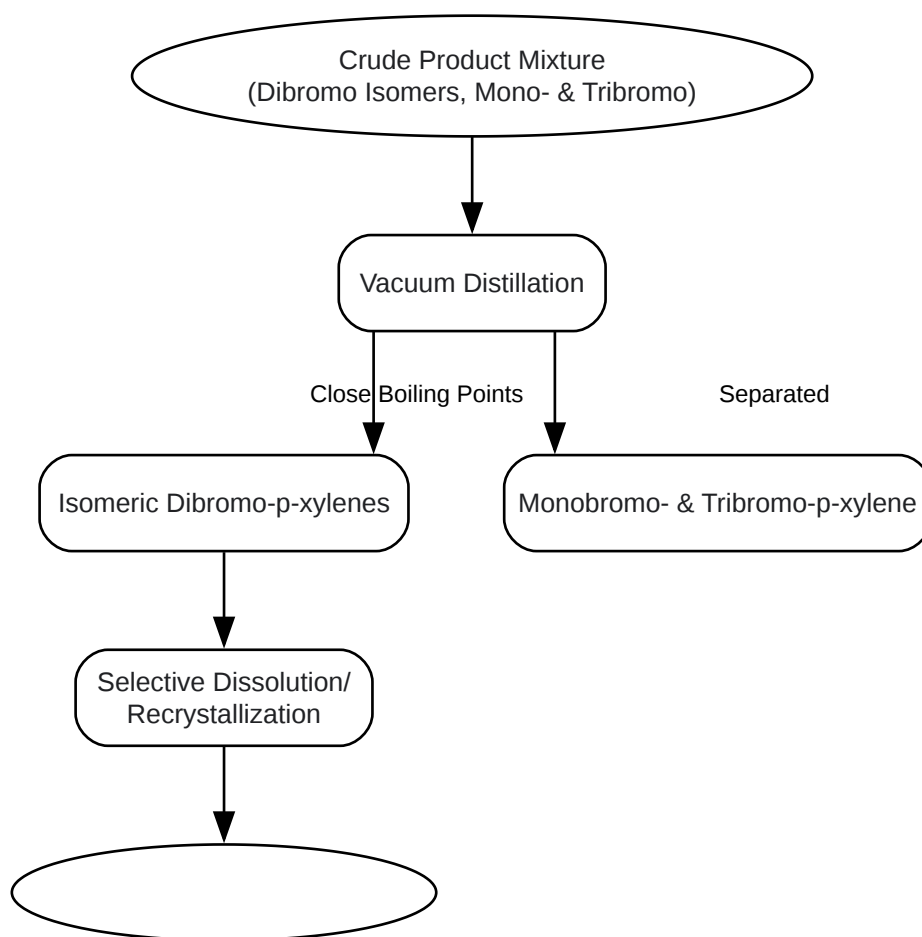 Crude Product Mixture
(Dibromo Isomers, Mono- & Tribromo)
Vacuum Distillation
Close Boiling Points
Separated
Isomeric Dibromo-p-xylenes
Monobromo- & Tribromo-p-xylene
Selective Dissolution/
Recrystallization